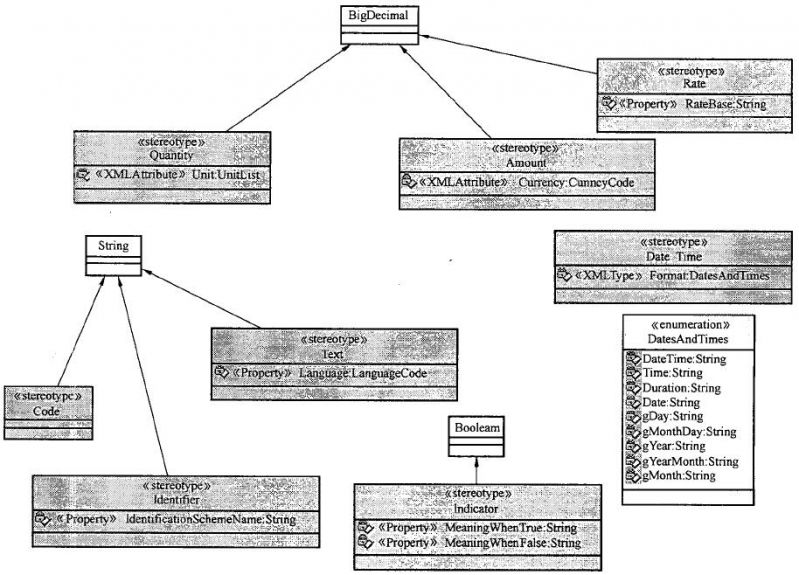 BigDecimal
«stereotype»
Rate
«Property» RateBase:String
«stereotype»
Quantity
«XMLAttribute» Unit:UnitList
«stereotype»
Amount
«XMLAttribute» Currency:CunncyCode
String
«stereotype»
Date Time
«XMLType» Format:DatesAndTimes
«stereotype»
Text
«Property» Language:LanguageCode
«enumeration»
DatesAndTimes
DateTime:String
Time:String
Duration:String
Date:String
gDay:String
gMonthDay:String
gYear:String
gYearMonth:String
gMonth:String
«stereotype»
Code
Booleam
«stereotype»
Identifier
«Property» IdentificationSchemeName:String
«stereotype»
Indicator
«Property» MeaningWhenTrue:String
«Property» MeaningWhenFalse:String